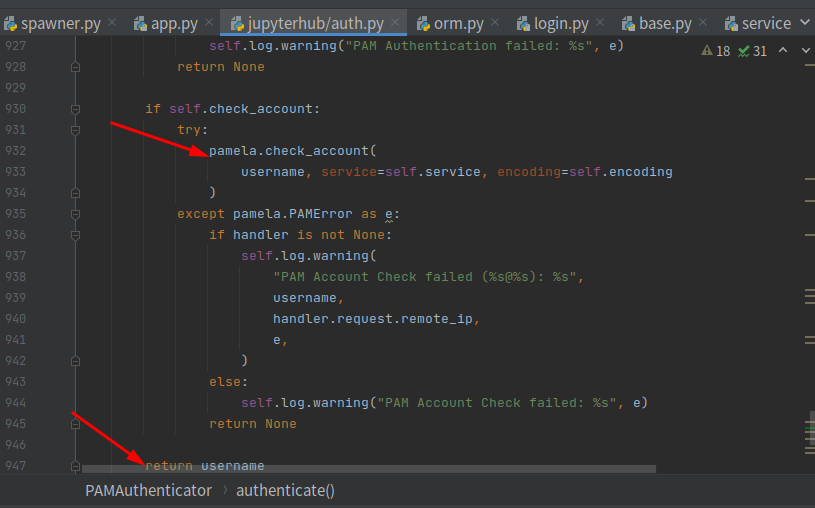 spawner.py app.py jupyterhub/auth.py orm.py login.py base.py service
927 self.log.warning("PAM Authentication failed: %s", e)
18 31
928 return None
929
930 if self.check_account:
931 try:
932 pamela.check_account(
933 username, service=self.service, encoding=self.encoding
934 )
935 except pamela.PAMError as e:
936 if handler is not None:
937 self.log.warning(
938 "PAM Account Check failed (%s@%s): %s",
939 username,
940 handler.request.remote_ip,
941 e,
942 )
943 else:
944 self.log.warning("PAM Account Check failed: %s", e)
945 return None
946
947 return username
PAMAuthenticator › authenticate()